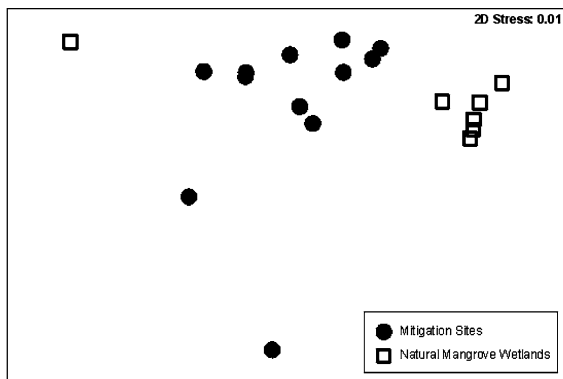 2D Stress: 0.01
Mitigation Sites
Natural Mangrove Wetlands